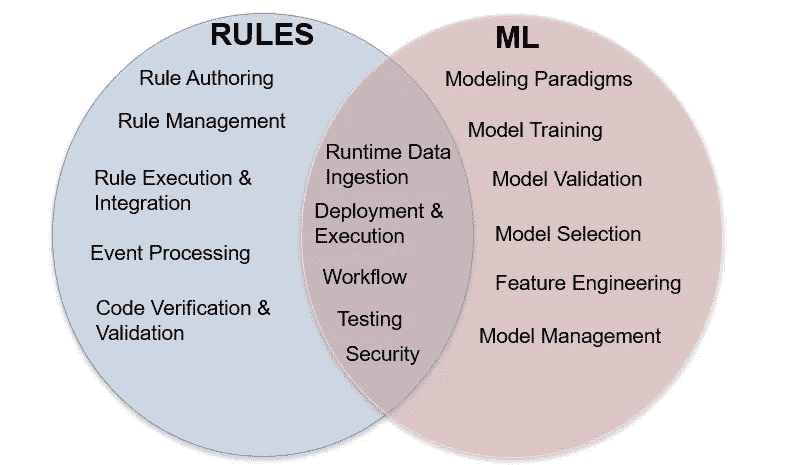 RULES
Rule Authoring
Rule Management
Rule Execution &
Integration
Event Processing
Code Verification &
Validation
Runtime Data
Ingestion
Deployment &
Execution
Workflow
Testing
Security
ML
Modeling Paradigms
Model Training
Model Validation
Model Selection
Feature Engineering
Model Management